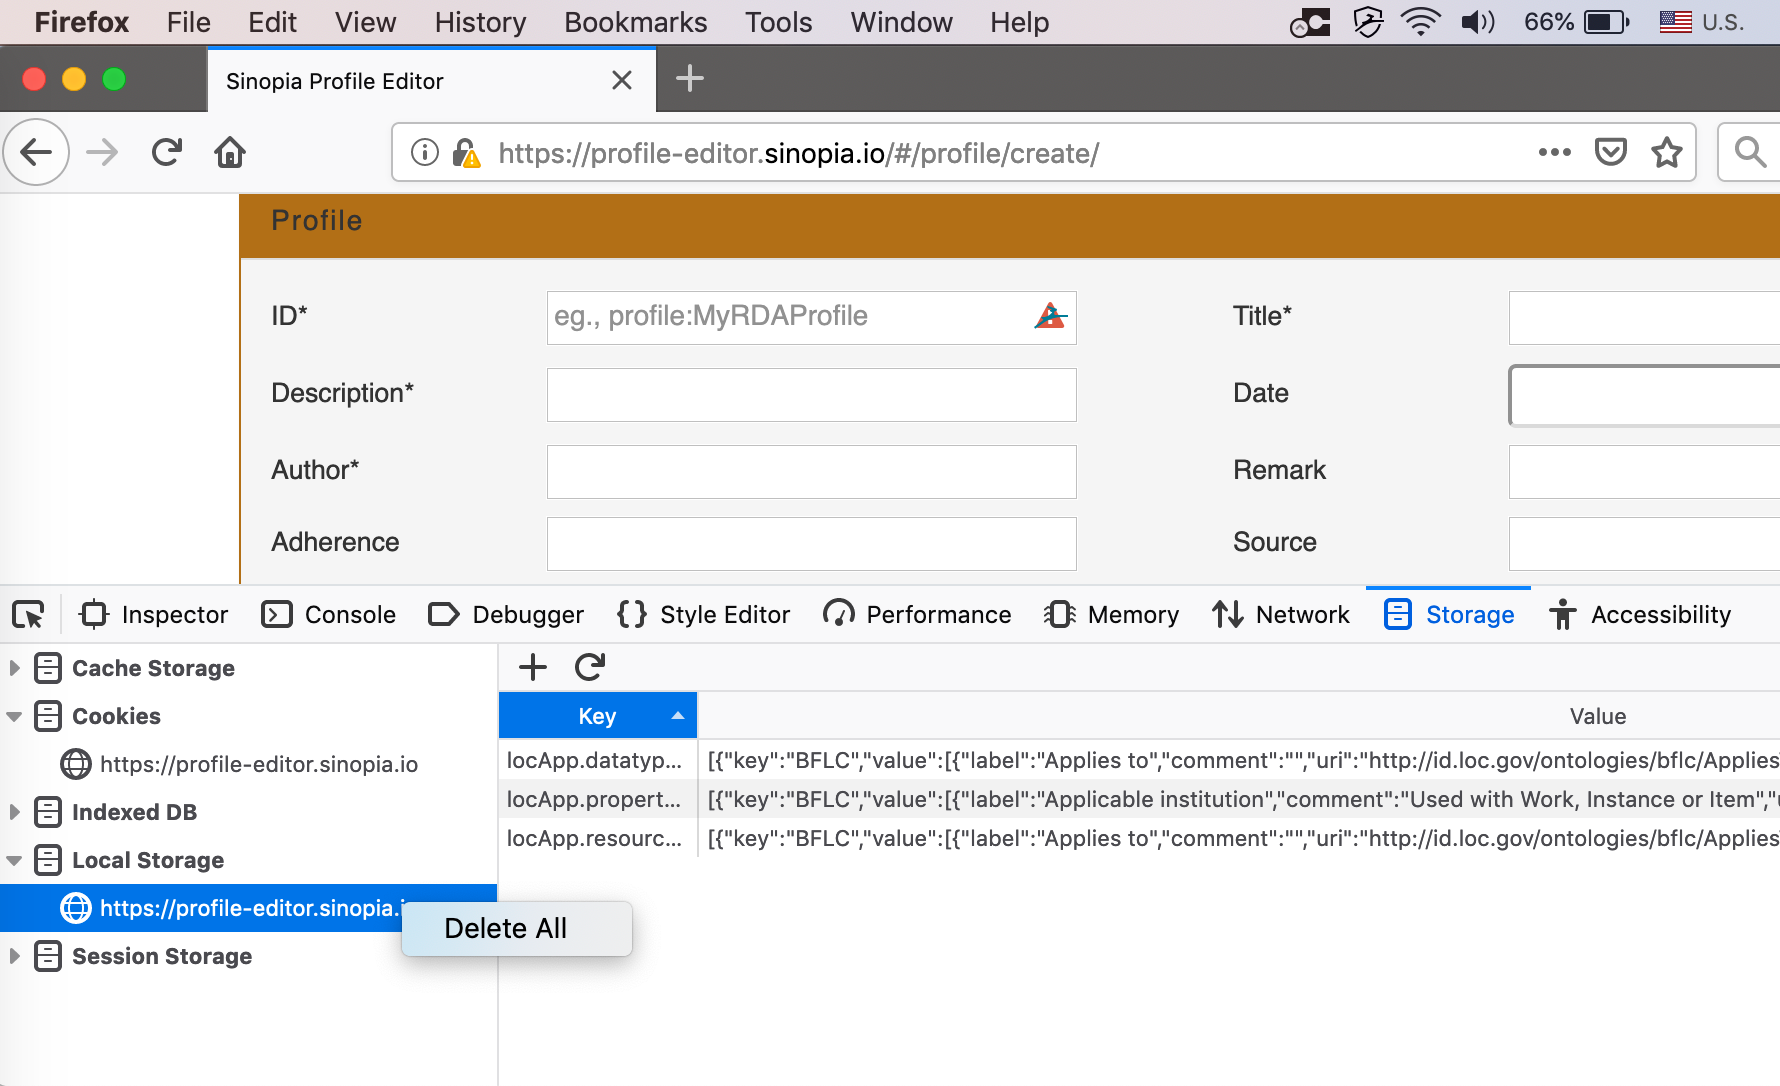 Firefox File Edit View History Bookmarks Tools Window Help 66% U.S.
Sinopia Profile Editor
https://profile-editor.sinopia.io/#/profile/create/
Profile
ID* eg., profile:MyRDAProfile Title*
Description* Date
Author* Remark
Adherence Source
Inspector Console Debugger Style Editor Performance Memory Network Storage Accessibility
Cache Storage
Cookies Key Value
https://profile-editor.sinopia.io locApp.datatyp... [{"key":"BFLC","value":[{"label":"Applies to","comment":"","uri":"http://id.loc.gov/ontologies/bflc/Applies
Indexed DB locApp.propert... [{"key":"BFLC","value":[{"label":"Applicable institution","comment":"Used with Work, Instance or Item","u
Local Storage locApp.resourc... [{"key":"BFLC","value":[{"label":"Applies to","comment":"","uri":"http://id.loc.gov/ontologies/bflc/Applies
https://profile-editor.sinopia.i
Delete All
Session Storage